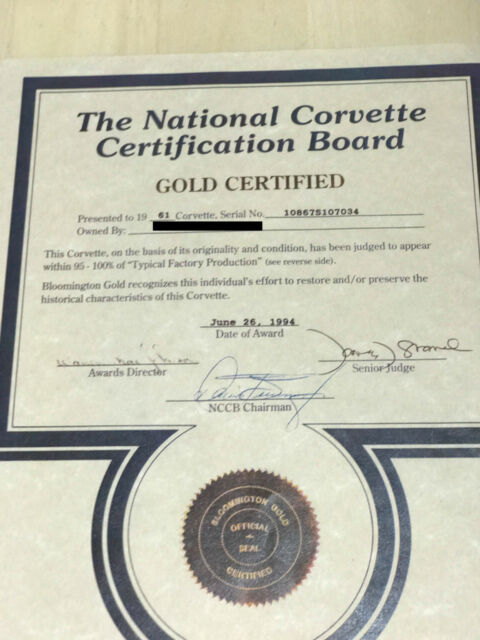 The National Corvette
Certification Board
GOLD CERTIFIED
Presented to 19 61 Corvette, Serial No. 108675107034
Owned By:
This Corvette, on the basis of its originality and condition, has been judged to appear
within 95 - 100% of "Typical Factory Production" (see reverse side).
Bloomington Gold recognizes this individual's effort to restore and/or preserve the
historical characteristics of this Corvette.
June 26, 1994
Date of Award
Awards Director
Senior Judge
NCCB Chairman
BLOOMINGTON GOLD
OFFICIAL
SEAL
CERTIFIED